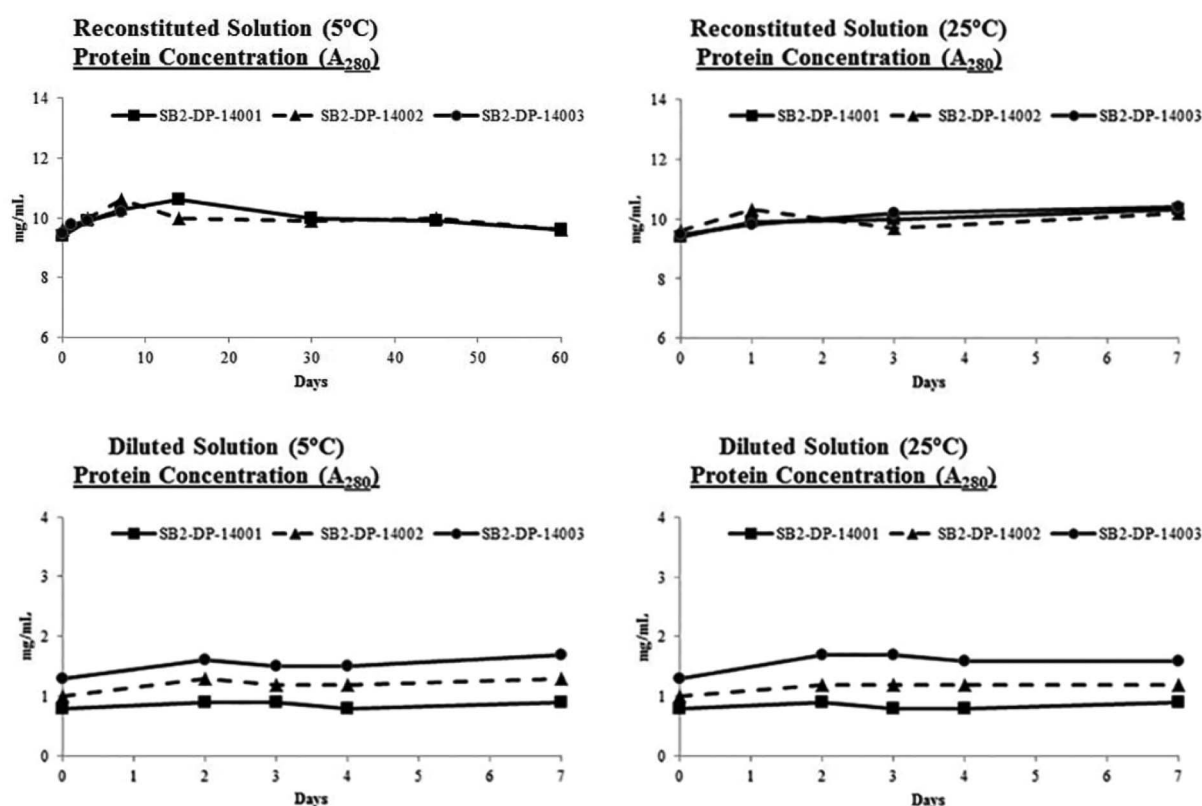 Reconstituted Solution (5°C)
Protein Concentration (A280)
14
12
10
8
6
mg/mL
SB2-DP-14001 SB2-DP-14002 SB2-DP-14003
0 10 20 30 40 50 60
Days
Reconstituted Solution (25°C)
Protein Concentration (A280)
14
12
10
8
6
mg/mL
SB2-DP-14001 SB2-DP-14002 SB2-DP-14003
0 1 2 3 4 5 6 7
Days
Diluted Solution (5°C)
Protein Concentration (A280)
4
3
2
1
0
mg/mL
SB2-DP-14001 SB2-DP-14002 SB2-DP-14003
0 1 2 3 4 5 6 7
Days
Diluted Solution (25°C)
Protein Concentration (A280)
4
3
2
1
0
mg/mL
SB2-DP-14001 SB2-DP-14002 SB2-DP-14003
0 1 2 3 4 5 6 7
Days